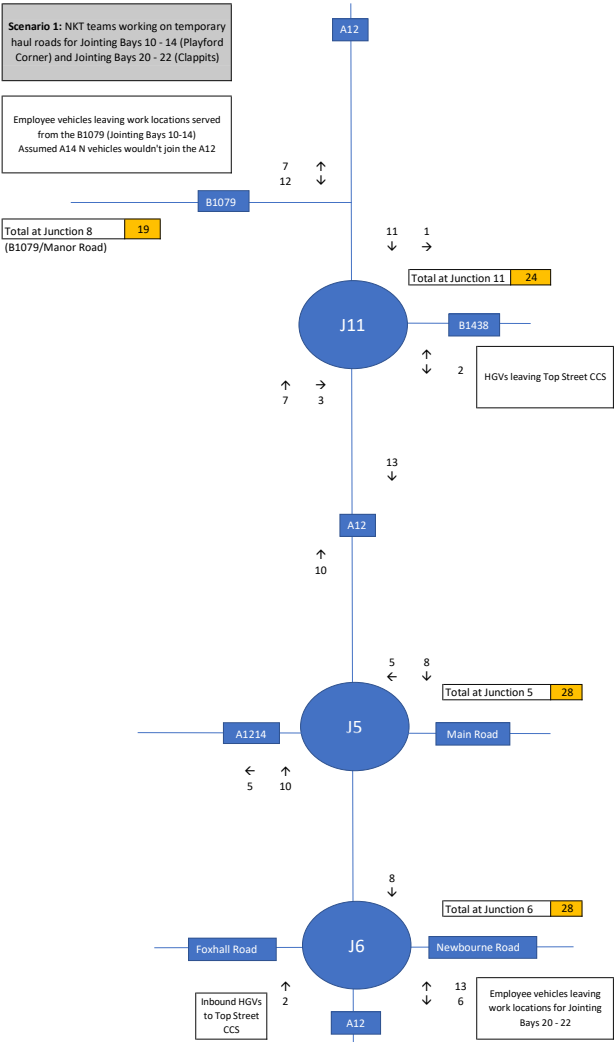 Scenario 1: NKT teams working on temporary
haul roads for Jointing Bays 10 - 14 (Playford
Corner) and Jointing Bays 20 - 22 (Clappits)
A12
Employee vehicles leaving work locations served
from the B1079 (Jointing Bays 10-14)
Assumed A14 N vehicles wouldn't join the A12
7 ↑
12 ↓
B1079
Total at Junction 8 19
(B1079/Manor Road)
11 1
↓ →
Total at Junction 11 24
J11
B1438
↑
↓ 2
HGVs leaving Top Street CCS
↑ →
7 3
13
↓
A12
↑
10
5 8
← ↓
Total at Junction 5 28
J5
A1214
Main Road
← ↑
5 10
8
↓
Total at Junction 6 28
J6
Foxhall Road
Newbourne Road
Inbound HGVs
to Top Street
CCS
↑
2
↑ 13
↓ 6
Employee vehicles leaving
work locations for Jointing
Bays 20 - 22
A12